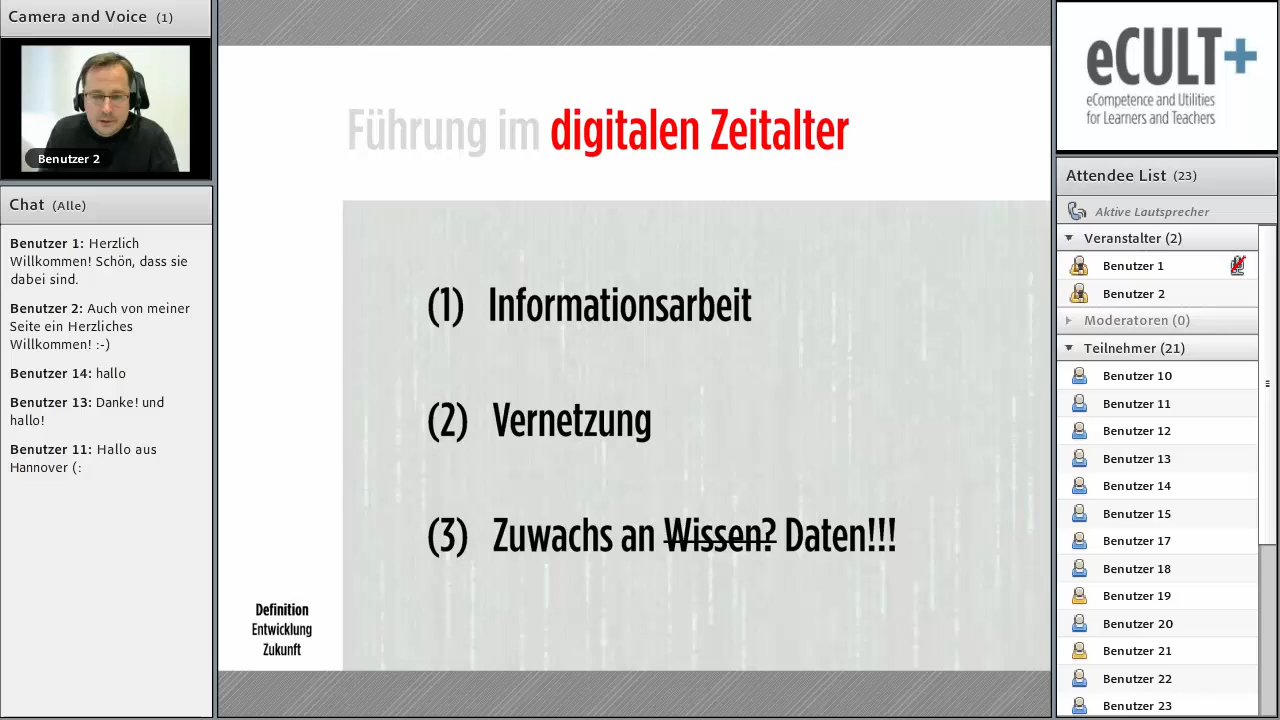 Camera and Voice (1)
Benutzer 2
Chat (Alle)
Benutzer 1: Herzlich
Willkommen! Schön, dass sie
dabei sind.
Benutzer 2: Auch von meiner
Seite ein Herzliches
Willkommen! :-)
Benutzer 14: hallo
Benutzer 13: Danke! und
hallo!
Benutzer 11: Hallo aus
Hannover (:
Führung im digitalen Zeitalter
(1) Informationsarbeit
(2) Vernetzung
(3) Zuwachs an Wissen? Daten!!!
Definition
Entwicklung
Zukunft
eCULT+
eCompetence and Utilities
for Learners and Teachers
Attendee List (23)
Aktive Lautsprecher
Veranstalter (2)
Benutzer 1
Benutzer 2
Moderatoren (0)
Teilnehmer (21)
Benutzer 10
Benutzer 11
Benutzer 12
Benutzer 13
Benutzer 14
Benutzer 15
Benutzer 17
Benutzer 18
Benutzer 19
Benutzer 20
Benutzer 21
Benutzer 22
Benutzer 23